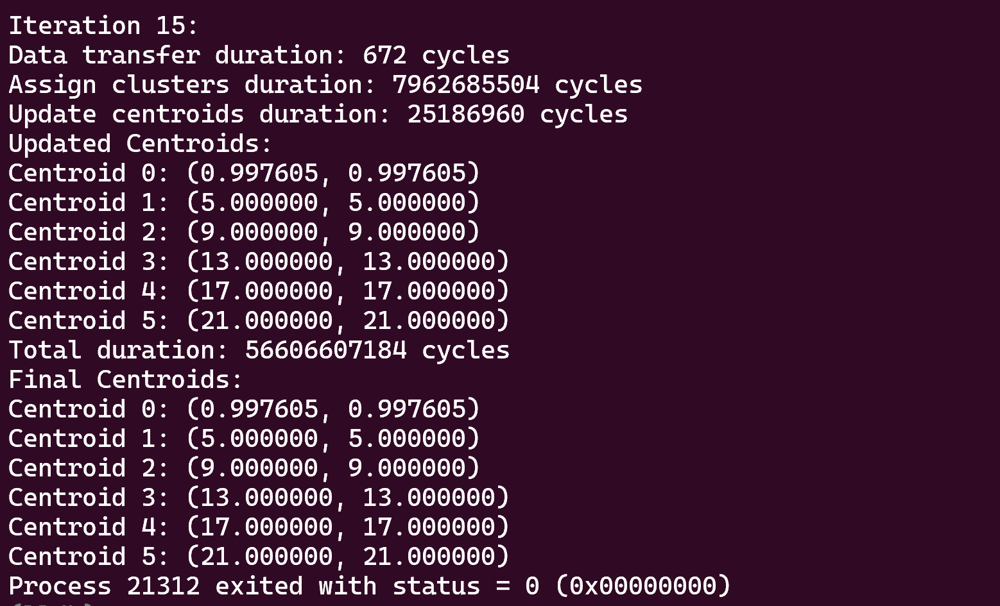 Iteration 15:
Data transfer duration: 672 cycles
Assign clusters duration: 7962685504 cycles
Update centroids duration: 25186960 cycles
Updated Centroids:
Centroid 0: (0.997605, 0.997605)
Centroid 1: (5.000000, 5.000000)
Centroid 2: (9.000000, 9.000000)
Centroid 3: (13.000000, 13.000000)
Centroid 4: (17.000000, 17.000000)
Centroid 5: (21.000000, 21.000000)
Total duration: 56606607184 cycles
Final Centroids:
Centroid 0: (0.997605, 0.997605)
Centroid 1: (5.000000, 5.000000)
Centroid 2: (9.000000, 9.000000)
Centroid 3: (13.000000, 13.000000)
Centroid 4: (17.000000, 17.000000)
Centroid 5: (21.000000, 21.000000)
Process 21312 exited with status = 0 (0x00000000)